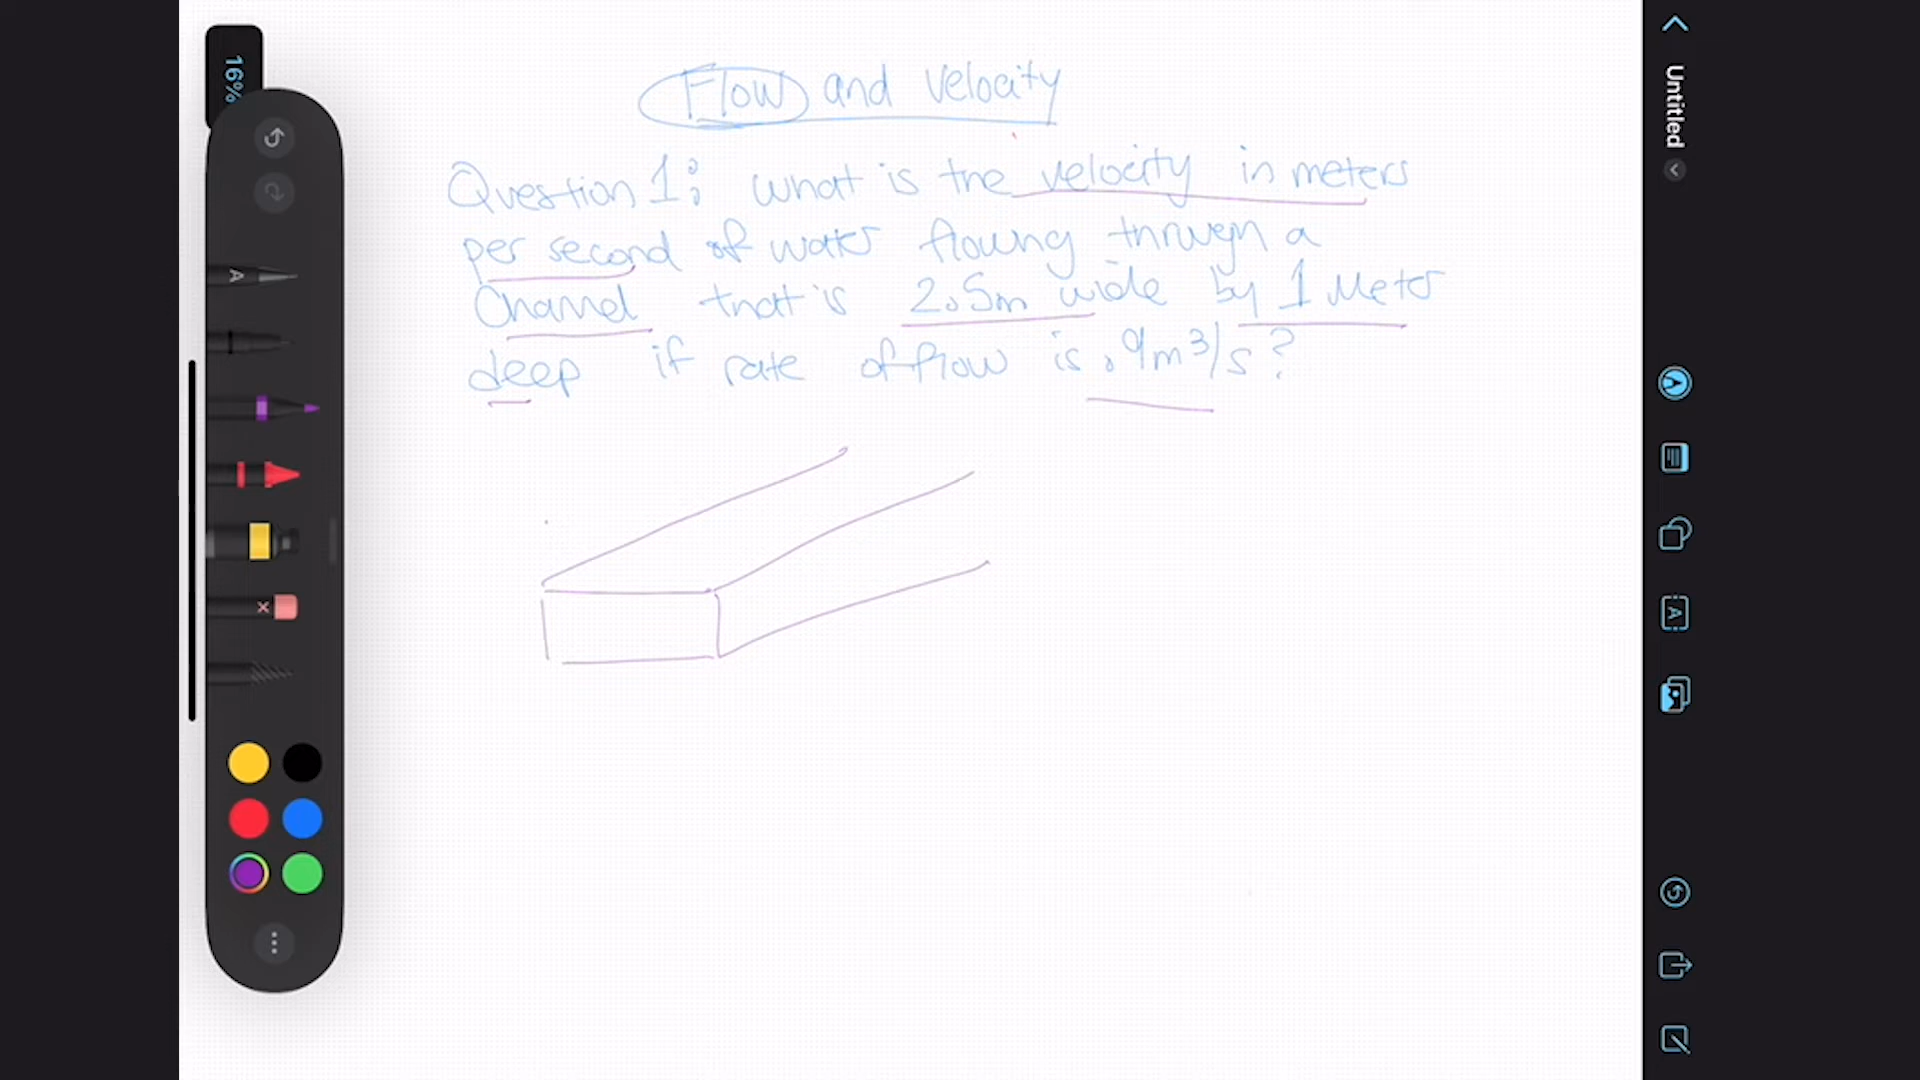 16%
Untitled
Flow and velocity
Question 1: what is the velocity in meters
per second of water flowing through a
Channel that is 2.5m wide by 1 Meter
deep if rate of flow is .9m³/s?